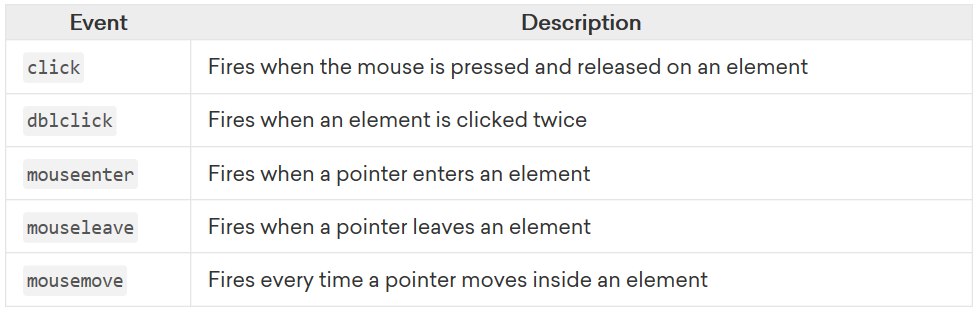 Event Description
click Fires when the mouse is pressed and released on an element
dblclick Fires when an element is clicked twice
mouseenter Fires when a pointer enters an element
mouseleave Fires when a pointer leaves an element
mousemove Fires every time a pointer moves inside an element